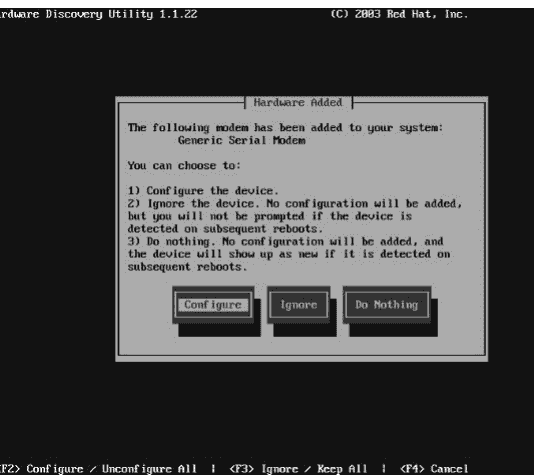 rdware Discovery Utility 1.1.22 (C) 2003 Red Hat, Inc.
Hardware Added
The following modem has been added to your system:
Generic Serial Modem
You can choose to:
1) Configure the device.
2) Ignore the device. No configuration will be added,
but you will not be prompted if the device is
detected on subsequent reboots.
3) Do nothing. No configuration will be added, and
the device will show up as new if it is detected on
subsequent reboots.
Configure Ignore Do Nothing
F2> Configure / Unconfigure All | <F3> Ignore / Keep All | <F4> Cancel